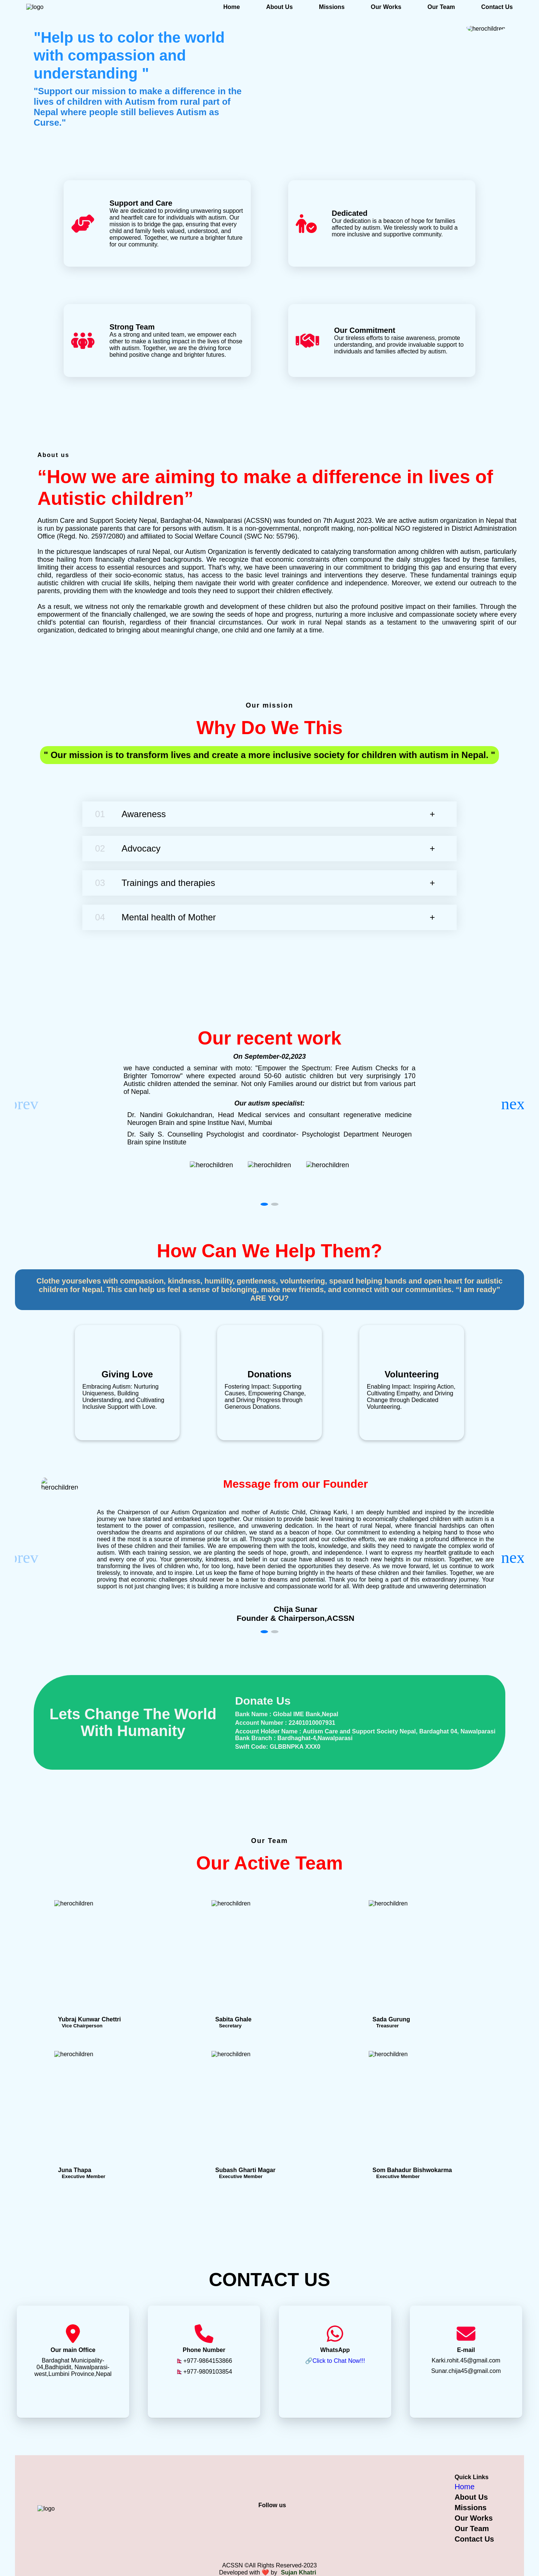 logo
Home
About Us
Missions
Our Works
Our Team
Contact Us
"Help us to color the world
with compassion and
understanding "
herochildren
"Support our mission to make a difference in the
lives of children with Autism from rural part of
Nepal where people still believes Autism as
Curse."
Support and Care
We are dedicated to providing unwavering support
and heartfelt care for individuals with autism. Our
mission is to bridge the gap, ensuring that every
child and family feels valued, understood, and
empowered. Together, we nurture a brighter future
for our community.
Dedicated
Our dedication is a beacon of hope for families
affected by autism. We tirelessly work to build a
more inclusive and supportive community.
Strong Team
As a strong and united team, we empower each
other to make a lasting impact in the lives of those
with autism. Together, we are the driving force
behind positive change and brighter futures.
Our Commitment
Our tireless efforts to raise awareness, promote
understanding, and provide invaluable support to
individuals and families affected by autism.
About us
“How we are aiming to make a difference in lives of
Autistic children”
Autism Care and Support Society Nepal, Bardaghat-04, Nawalparasi (ACSSN) was founded on 7th August 2023. We are active autism organization in Nepal that
is run by passionate parents that care for persons with autism. It is a non-governmental, nonprofit making, non-political NGO registered in District Administration
Office (Regd. No. 2597/2080) and affiliated to Social Welfare Council (SWC No: 55796).
In the picturesque landscapes of rural Nepal, our Autism Organization is fervently dedicated to catalyzing transformation among children with autism, particularly
those hailing from financially challenged backgrounds. We recognize that economic constraints often compound the daily struggles faced by these families,
limiting their access to essential resources and support. That's why, we have been unwavering in our commitment to bridging this gap and ensuring that every
child, regardless of their socio-economic status, has access to the basic level trainings and interventions they deserve. These fundamental trainings equip
autistic children with crucial life skills, helping them navigate their world with greater confidence and independence. Moreover, we extend our outreach to the
parents, providing them with the knowledge and tools they need to support their children effectively.
As a result, we witness not only the remarkable growth and development of these children but also the profound positive impact on their families. Through the
empowerment of the financially challenged, we are sowing the seeds of hope and progress, nurturing a more inclusive and compassionate society where every
child's potential can flourish, regardless of their financial circumstances. Our work in rural Nepal stands as a testament to the unwavering spirit of our
organization, dedicated to bringing about meaningful change, one child and one family at a time.
Our mission
Why Do We This
" Our mission is to transform lives and create a more inclusive society for children with autism in Nepal. "
01 Awareness +
02 Advocacy +
03 Trainings and therapies +
04 Mental health of Mother +
Our recent work
On September-02,2023
we have conducted a seminar with moto: "Empower the Spectrum: Free Autism Checks for a
Brighter Tomorrow" where expected around 50-60 autistic children but very surprisingly 170
Autistic children attended the seminar. Not only Families around our district but from various part
of Nepal.
Our autism specialist:
Dr. Nandini Gokulchandran, Head Medical services and consultant regenerative medicine
Neurogen Brain and spine Institue Navi, Mumbai
Dr. Saily S. Counselling Psychologist and coordinator- Psychologist Department Neurogen
Brain spine Institute
prev
nex
herochildren
herochildren
herochildren
How Can We Help Them?
Clothe yourselves with compassion, kindness, humility, gentleness, volunteering, speard helping hands and open heart for autistic
children for Nepal. This can help us feel a sense of belonging, make new friends, and connect with our communities. "I am ready"
ARE YOU?
Giving Love
Embracing Autism: Nurturing
Uniqueness, Building
Understanding, and Cultivating
Inclusive Support with Love.
Donations
Fostering Impact: Supporting
Causes, Empowering Change,
and Driving Progress through
Generous Donations.
Volunteering
Enabling Impact: Inspiring Action,
Cultivating Empathy, and Driving
Change through Dedicated
Volunteering.
herochildren
Message from our Founder
As the Chairperson of our Autism Organization and mother of Autistic Child, Chiraag Karki, I am deeply humbled and inspired by the incredible
journey we have started and embarked upon together. Our mission to provide basic level training to economically challenged children with autism is a
testament to the power of compassion, resilience, and unwavering dedication. In the heart of rural Nepal, where financial hardships can often
overshadow the dreams and aspirations of our children, we stand as a beacon of hope. Our commitment to extending a helping hand to those who
need it the most is a source of immense pride for all of us. Through your support and the tireless efforts of our team, we are making a difference in the
lives of these children and their families. We are empowering them with the tools, knowledge, and skills they need to navigate the complex world of
autism. With each training session, we are planting the seeds of hope, growth, and independence. I want to express my heartfelt gratitude to each
and every one of you. Your generosity, kindness, and belief in our cause have allowed us to reach new heights in our mission. Together, we are
transforming the lives of children who, for too long, have been denied the opportunities they deserve. As we move forward, let us continue to work
tirelessly, to innovate, and to inspire. Let us keep the flame of hope burning brightly in the hearts of these children and their families. Together, we are
proving that economic challenges should never be a barrier to dreams and potential. Thank you for being a part of this extraordinary journey. Your
support is not just changing lives; it is building a more inclusive and compassionate world for all. With deep gratitude and unwavering determination
prev
nex
Chija Sunar
Founder & Chairperson,ACSSN
Lets Change The World
With Humanity
Donate Us
Bank Name : Global IME Bank,Nepal
Account Number : 22401010007931
Account Holder Name : Autism Care and Support Society Nepal, Bardaghat 04, Nawalparasi
Bank Branch : Bardhaghat-4,Nawalparasi
Swift Code: GLBBNPKA XXX0
Our Team
Our Active Team
herochildren
herochildren
herochildren
Yubraj Kunwar Chettri
Vice Chairperson
Sabita Ghale
Secretary
Sada Gurung
Treasurer
herochildren
herochildren
herochildren
Juna Thapa
Executive Member
Subash Gharti Magar
Executive Member
Som Bahadur Bishwokarma
Executive Member
CONTACT US
Our main Office
Bardaghat Municipality-
04,Badhipidit, Nawalparasi-
west,Lumbini Province,Nepal
Phone Number
+977-9864153866
+977-9809103854
WhatsApp
Click to Chat Now!!!
E-mail
Karki.rohit.45@gmail.com
Sunar.chija45@gmail.com
logo
Follow us
Quick Links
Home
About Us
Missions
Our Works
Our Team
Contact Us
ACSSN ©All Rights Reserved-2023
Developed with ❤️ by Sujan Khatri